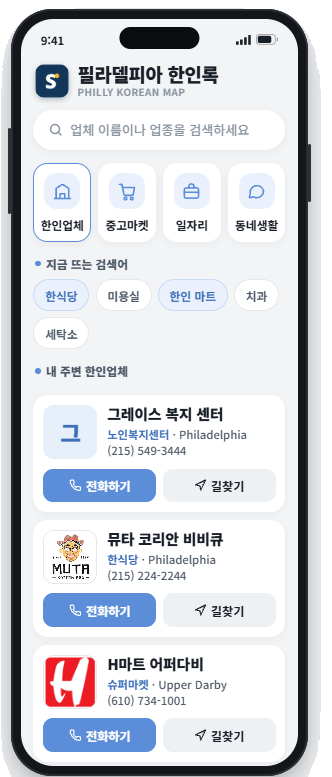 9:41
S
필라델피아 한인록
PHILLY KOREAN MAP
업체 이름이나 업종을 검색하세요
한인업체 중고마켓 일자리 동네생활
지금 뜨는 검색어
한식당 미용실 한인 마트 치과
세탁소
내 주변 한인업체
그
그레이스 복지 센터
노인복지센터 · Philadelphia
(215) 549-3444
전화하기 길찾기
MUTA
뮤타 코리안 비비큐
한식당 · Philadelphia
(215) 224-2244
전화하기 길찾기
H
H마트 어퍼다비
슈퍼마켓 · Upper Darby
(610) 734-1001
전화하기 길찾기